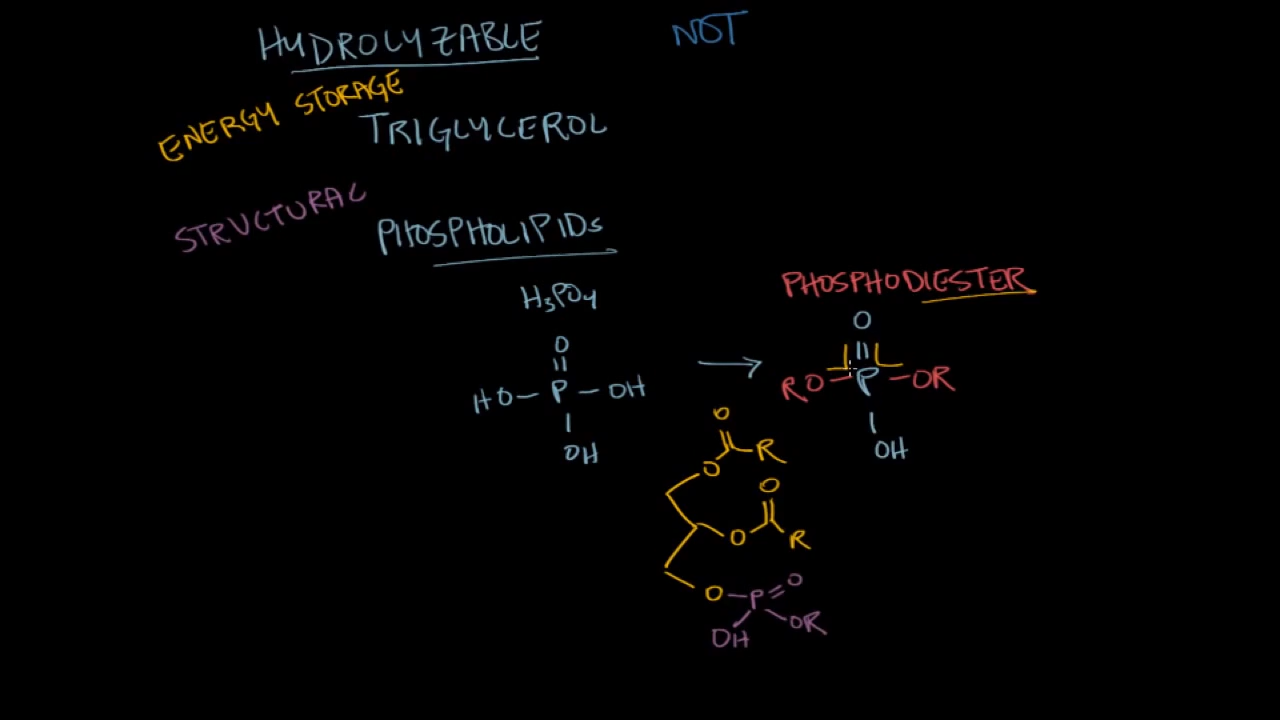 HYDROLYZABLE
NOT
ENERGY STORAGE
TRIGLYCEROL
STRUCTURAL
PHOSPHOLIPIDS
H₃PO₄
PHOSPHODIESTER
O
HO-P-OH
OH
O
RO-P-OR
OH
O
O R
O
O R
O-P=O
OH OR